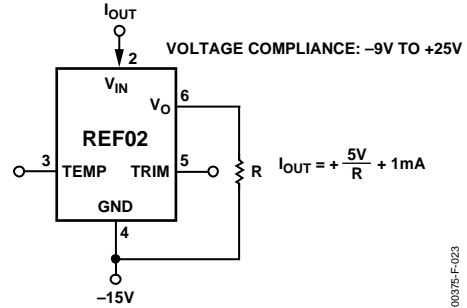 IOUT
VOLTAGE COMPLIANCE: –9V TO +25V
2
VIN
6
VO
REF02
3
TEMP
TRIM
5
R
IOUT = + 5V/R + 1mA
GND
4
–15V
00375-F-023